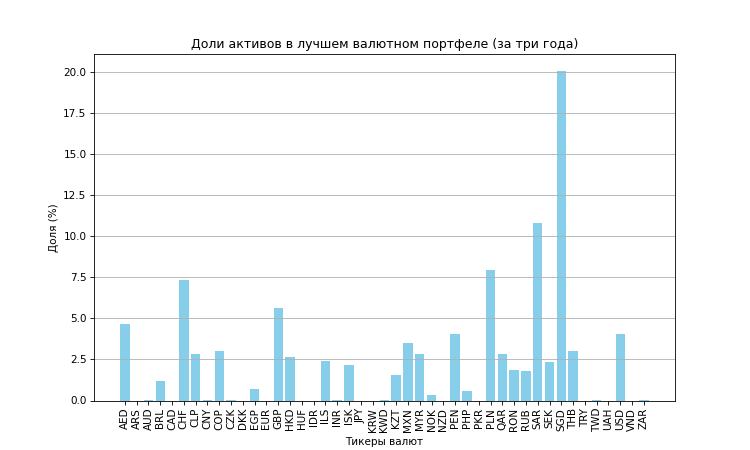 Доли активов в лучшем валютном портфеле (за три года)
Доля (%)
20.0
17.5
15.0
12.5
10.0
7.5
5.0
2.5
0.0
AED ARS AUD BRL CAD CHF CLP CNY COP CZK DKK EGP EUR GBP HKD HUF IDR ILS INR ISK JPY KRW KWD KZT MXN MYR NOK NZD PEN PHP PKR PLN QAR RON RUB SAR SEK SGD THB TRY TWD UAH USD VND ZAR
Тикеры валют